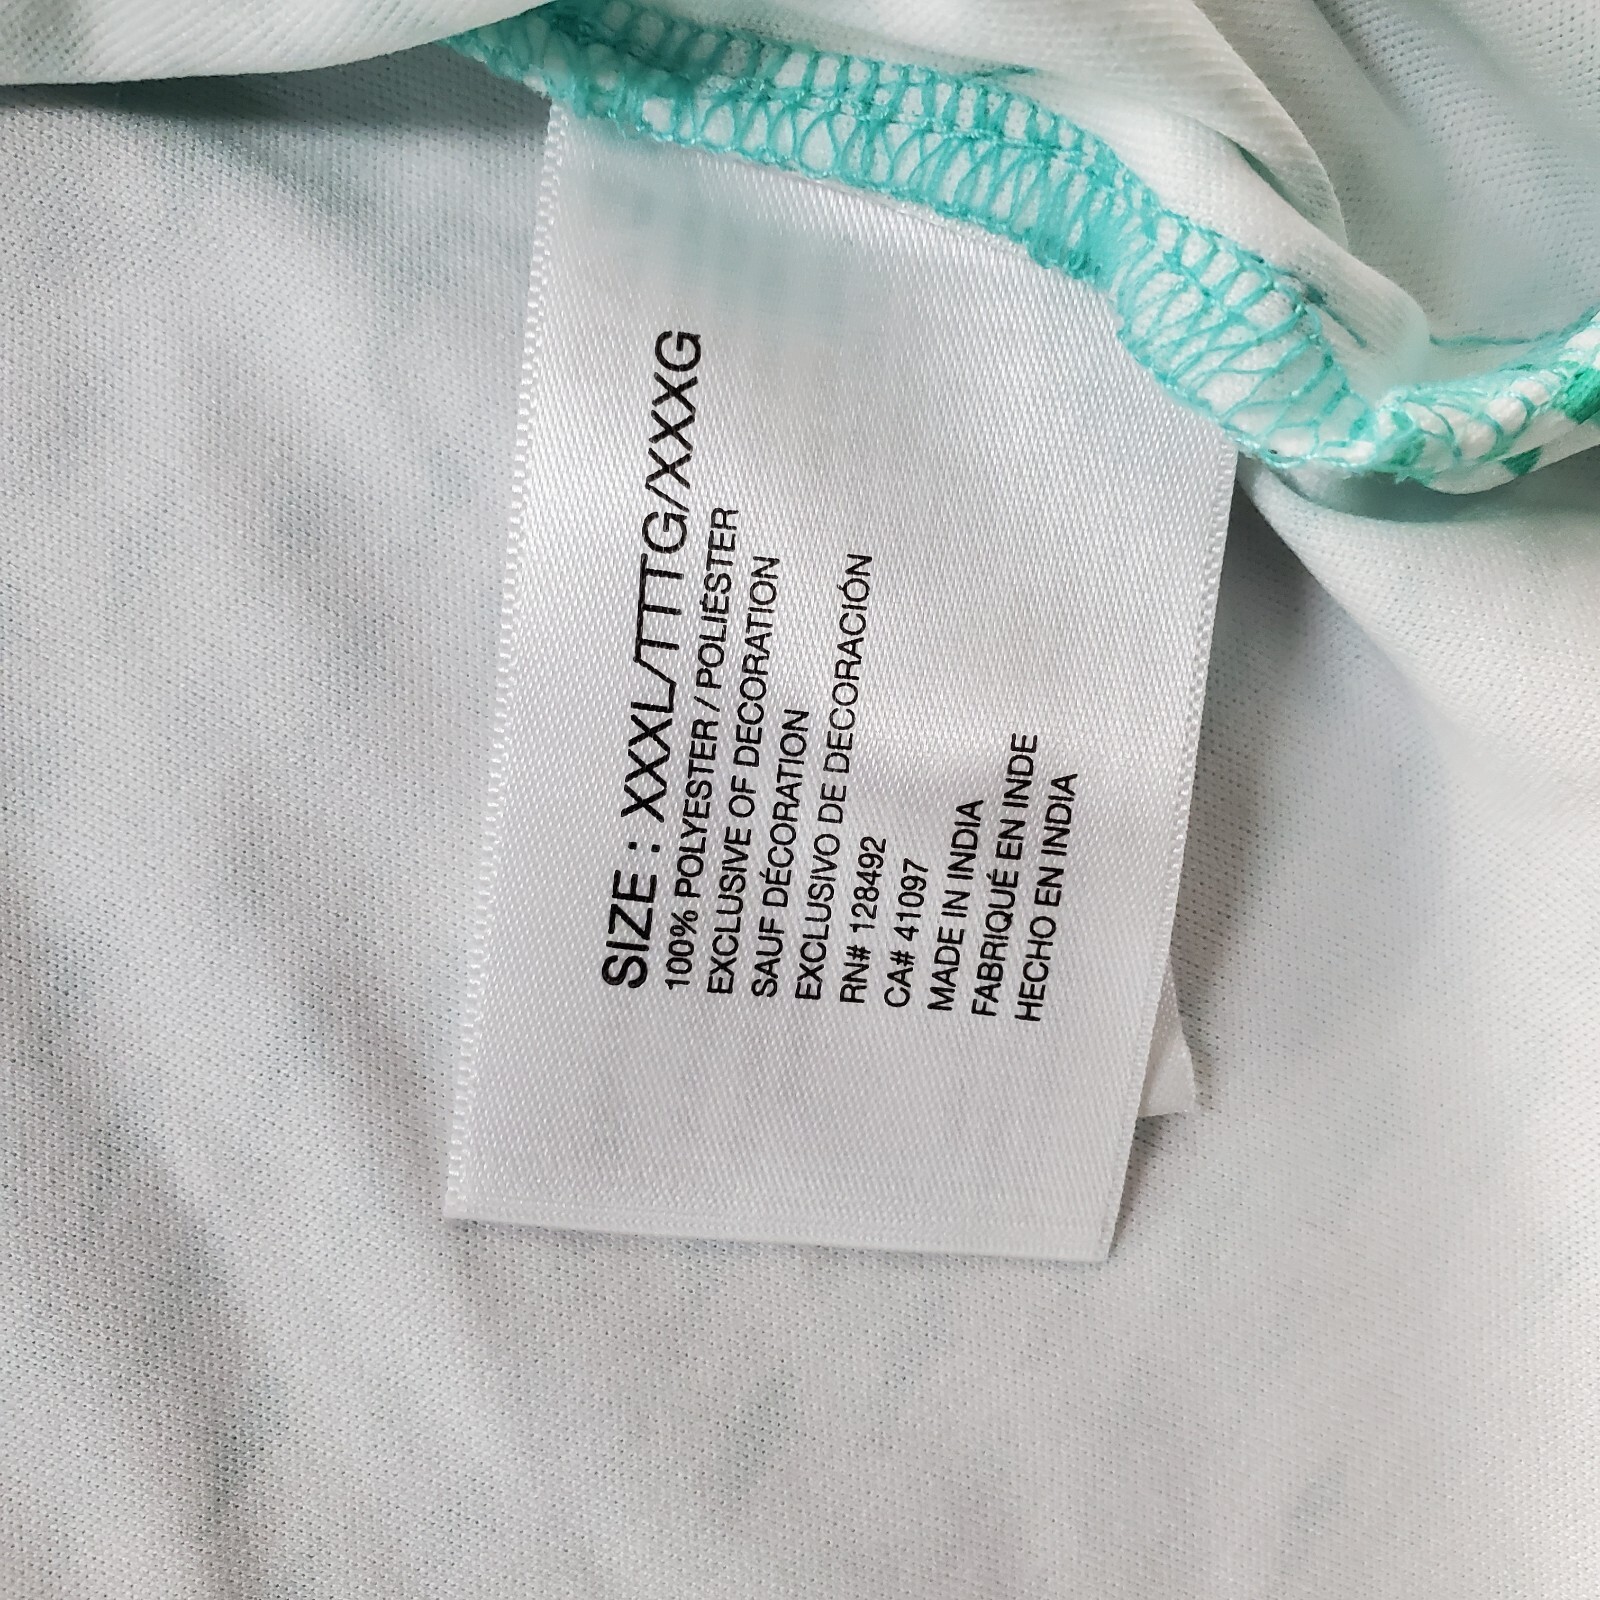 SIZE : XXXL/TTTG/XXXG
100% POLYESTER / POLIÉSTER
EXCLUSIVE OF DECORATION
SAUF DÉCORATION
EXCLUSIVO DE DECORACIÓN
RN# 128492
CA# 41097
MADE IN INDIA
FABRIQUÉ EN INDE
HECHO EN INDIA